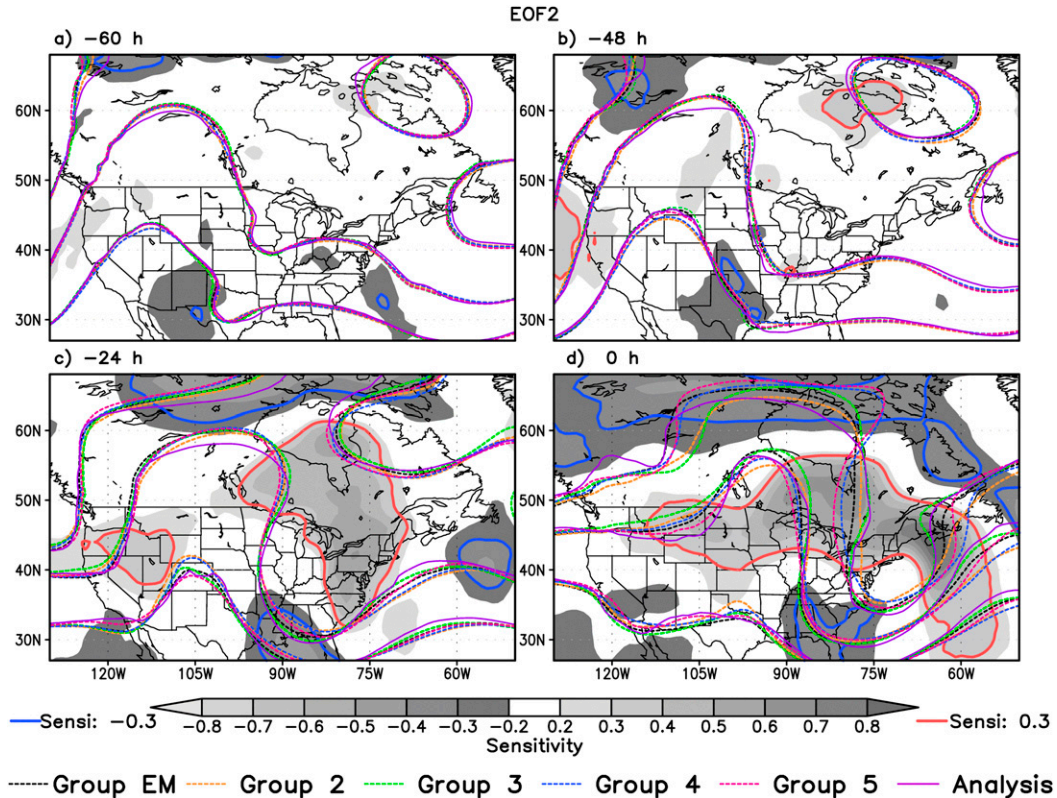 EOF2
a) −60 h
b) −48 h
60N
50N
40N
30N
60N
50N
40N
30N
c) −24 h
d) 0 h
60N
50N
40N
30N
60N
50N
40N
30N
120W 105W 90W 75W 60W
120W 105W 90W 75W 60W
Sensi: −0.3
−0.8 −0.7 −0.6 −0.5 −0.4 −0.3 −0.2 0.2 0.3 0.4 0.5 0.6 0.7 0.8
Sensi: 0.3
Sensitivity
Group EM Group 2 Group 3 Group 4 Group 5 Analysis